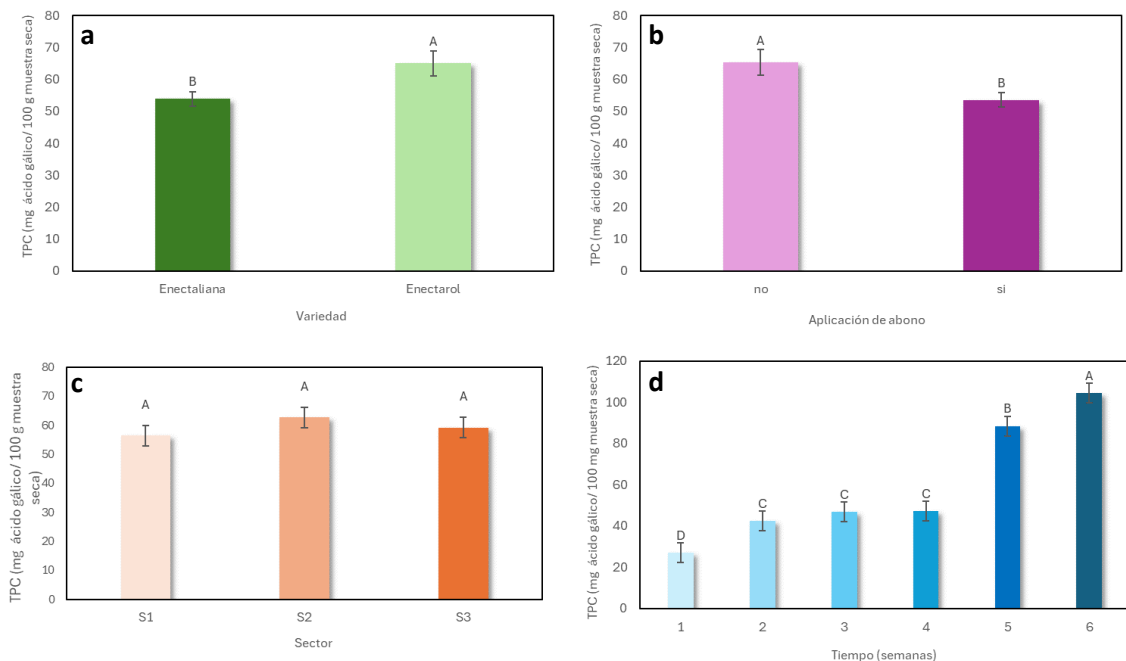 a
TPC (mg ácido gálico/ 100 g muestra seca)
80
70
60
50
40
30
20
10
0
B
A
Enectaliana
Enectarol
Variedad
b
TPC (mg ácido gálico/ 100 g muestra seca)
80
70
60
50
40
30
20
10
0
A
B
no
si
Aplicación de abono
c
TPC (mg ácido gálico/ 100 g muestra
seca)
80
70
60
50
40
30
20
10
0
A
A
A
S1
S2
S3
Sector
d
TPC (mg ácido gálico/ 100 mg muestra seca)
120
100
80
60
40
20
0
D
C
C
C
B
A
1
2
3
4
5
6
Tiempo (semanas)